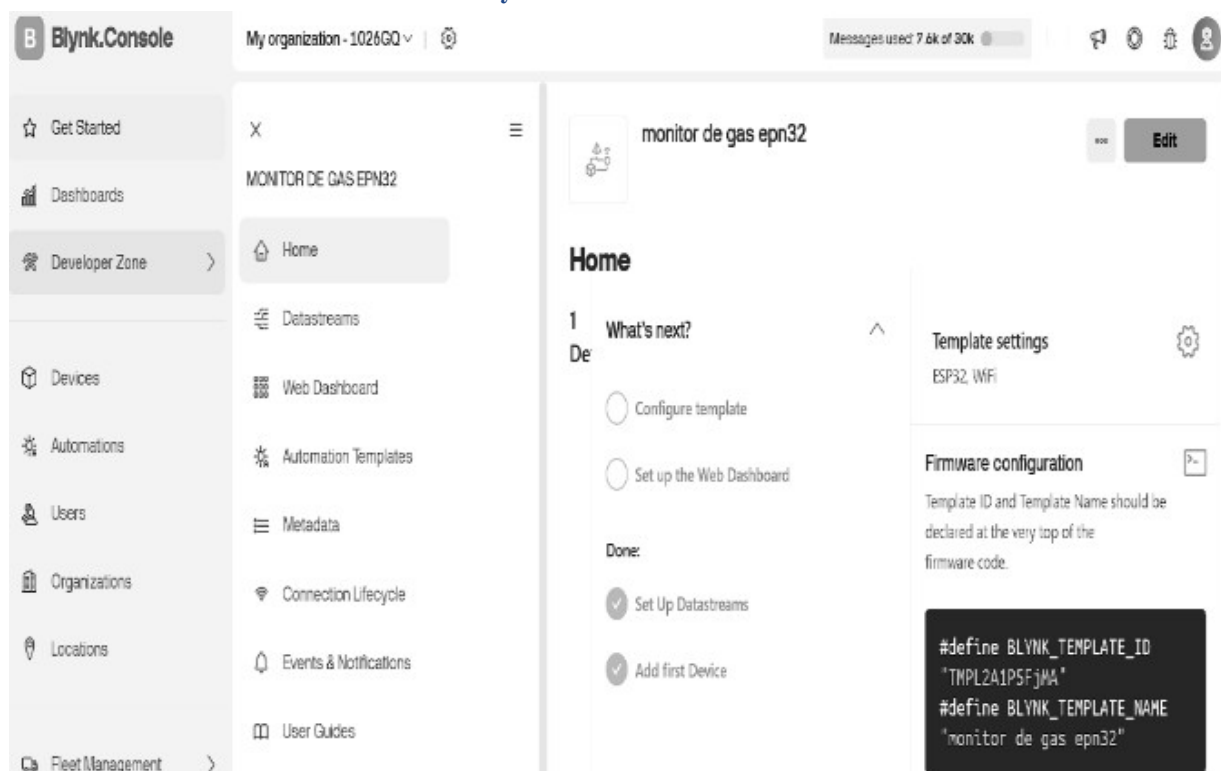 B Blynk.Console
My organization - 1026GQ
Messages used: 7.6k of 30k
Get Started
Dashboards
Developer Zone
Devices
Automations
Users
Organizations
Locations
Fleet Management
MONITOR DE GAS EPN32
Home
Datastreams
Web Dashboard
Automation Templates
Metadata
Connection Lifecycle
Events & Notifications
User Guides
monitor de gas epn32
Edit
Home
1
De
What's next?
Configure template
Set up the Web Dashboard
Done:
Set Up Datastreams
Add first Device
Template settings
ESP32, WiFi
Firmware configuration
Template ID and Template Name should be
declared at the very top of the
firmware code.
#define BLYNK_TEMPLATE_ID
"TMPL2A1PSFjMA"
#define BLYNK_TEMPLATE_NAME
"monitor de gas epn32"